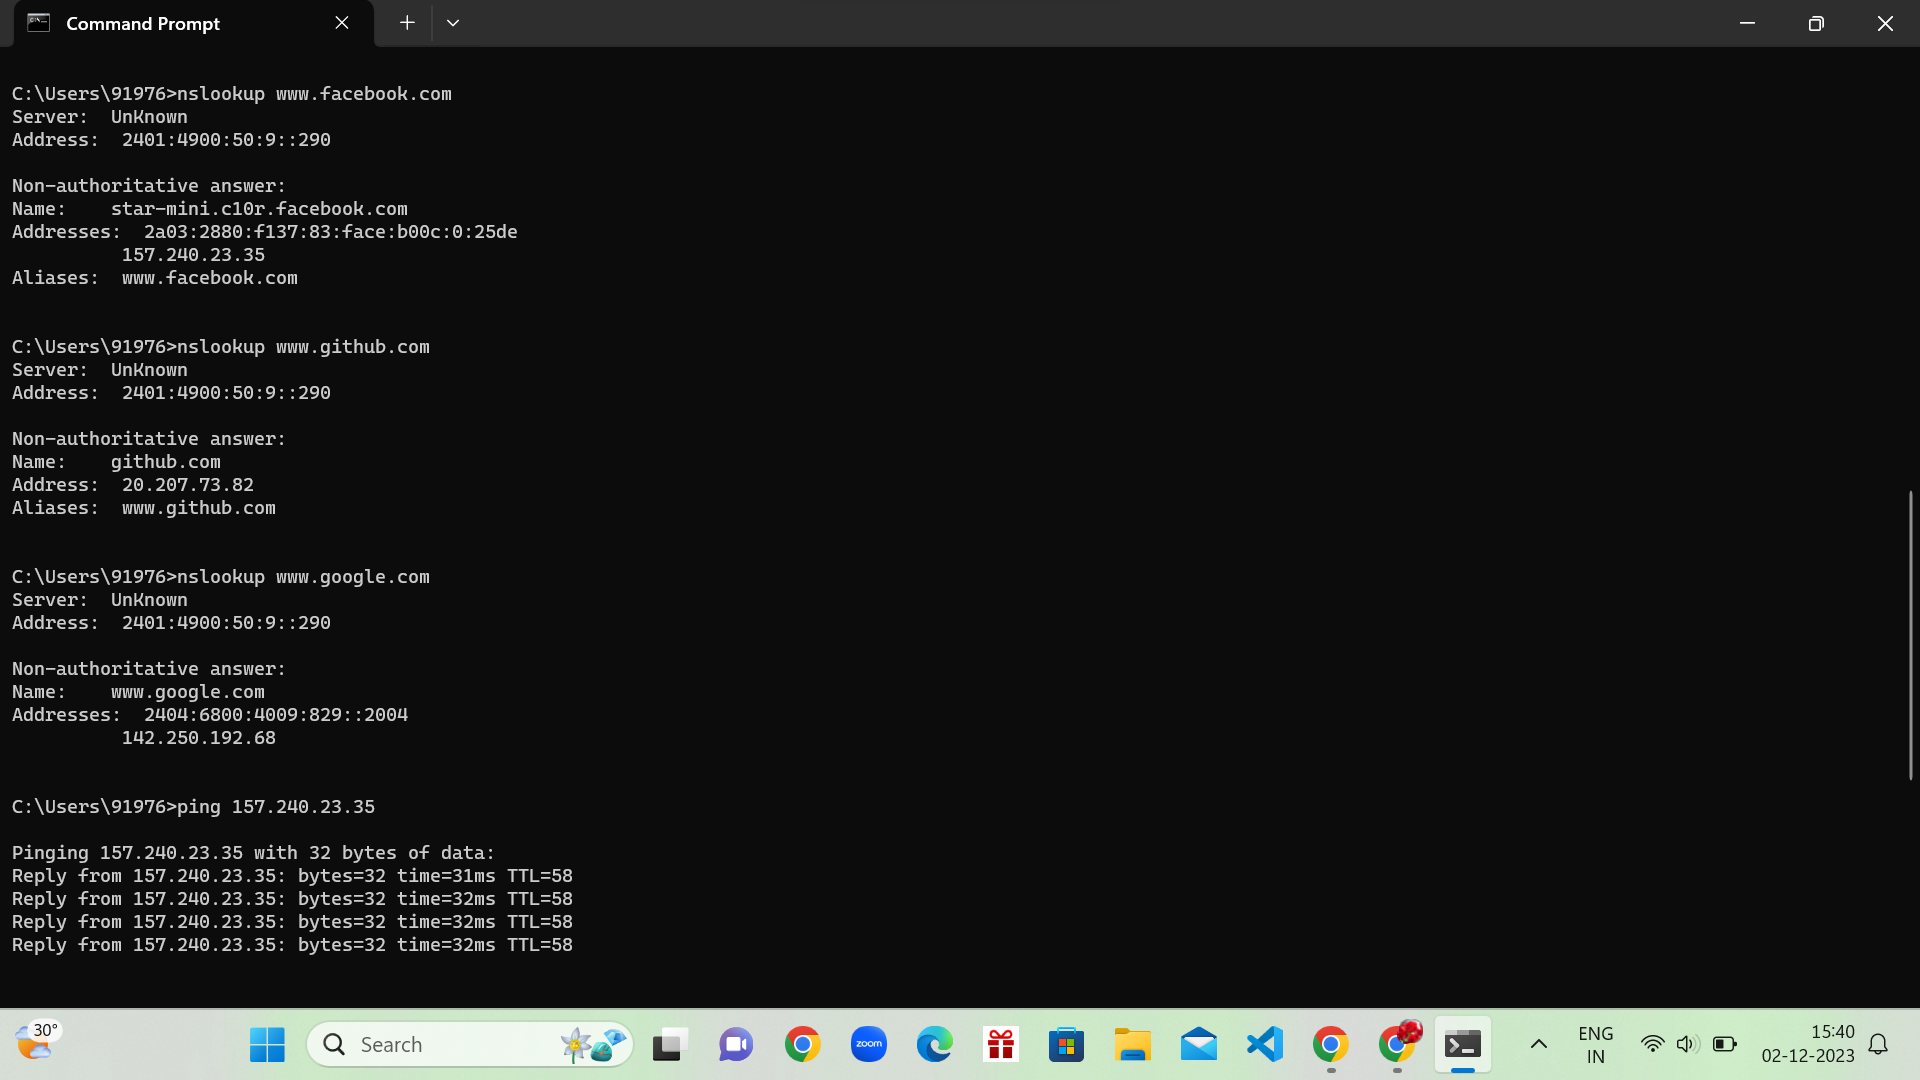 Command Prompt
C:\Users\91976>nslookup www.facebook.com
Server:  UnKnown
Address:  2401:4900:50:9::290
Non-authoritative answer:
Name:    star-mini.c10r.facebook.com
Addresses:  2a03:2880:f137:83:face:b00c:0:25de
157.240.23.35
Aliases:  www.facebook.com
C:\Users\91976>nslookup www.github.com
Server:  UnKnown
Address:  2401:4900:50:9::290
Non-authoritative answer:
Name:    github.com
Address:  20.207.73.82
Aliases:  www.github.com
C:\Users\91976>nslookup www.google.com
Server:  UnKnown
Address:  2401:4900:50:9::290
Non-authoritative answer:
Name:    www.google.com
Addresses:  2404:6800:4009:829::2004
142.250.192.68
C:\Users\91976>ping 157.240.23.35
Pinging 157.240.23.35 with 32 bytes of data:
Reply from 157.240.23.35: bytes=32 time=31ms TTL=58
Reply from 157.240.23.35: bytes=32 time=32ms TTL=58
Reply from 157.240.23.35: bytes=32 time=32ms TTL=58
Reply from 157.240.23.35: bytes=32 time=32ms TTL=58
30°
Search
zoom
ENG
IN
15:40
02-12-2023